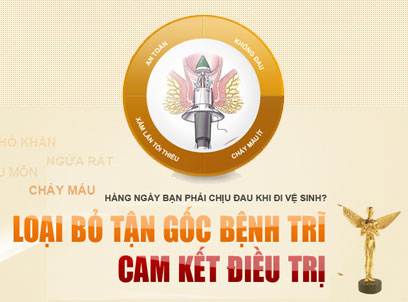 AN TOÀN
KHÔNG ĐAU
XÂM LẤN TỐI THIỂU
CHẢY MÁU ÍT
KHÓ KHĂN
NGỨA RÁT
U MÔN
CHẢY MÁU
HÀNG NGÀY BẠN PHẢI CHỊU ĐAU KHI ĐI VỆ SINH?
LOẠI BỎ TẬN GỐC BỆNH TRĨ
CAM KẾT ĐIỀU TRỊ